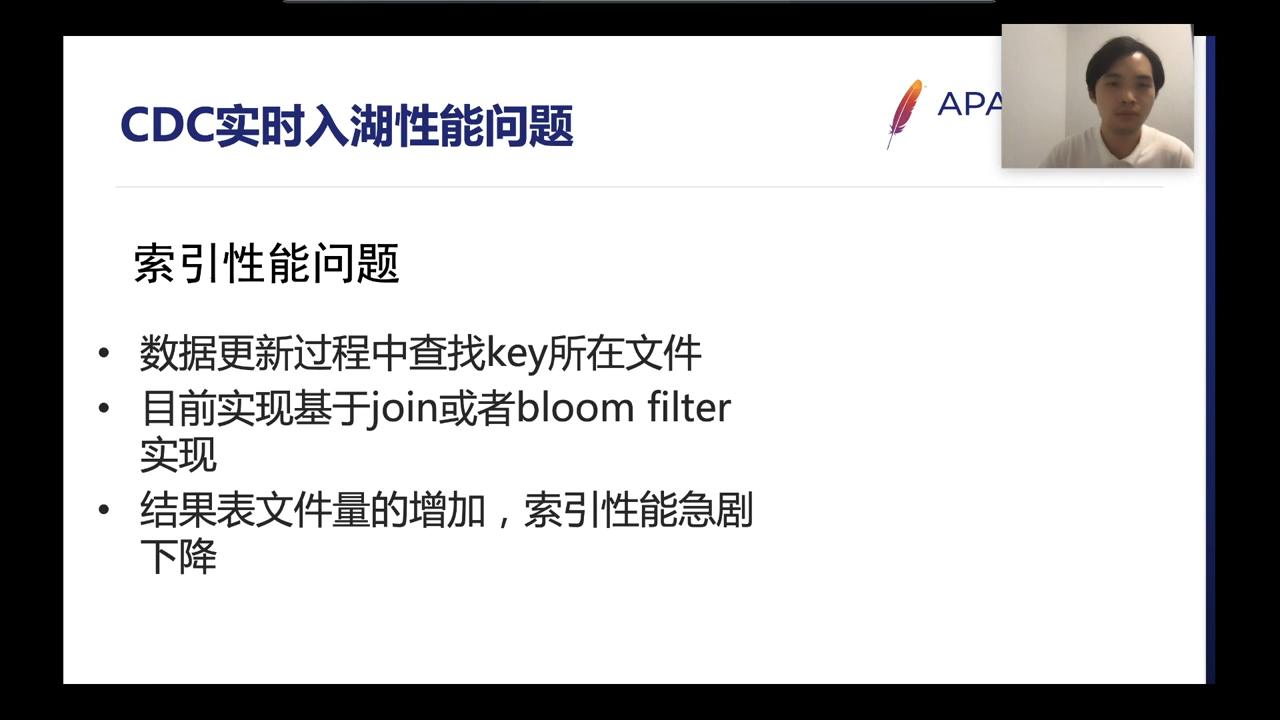 CDC实时入湖性能问题
APA
索引性能问题
• 数据更新过程中查找key所在文件
• 目前实现基于join或者bloom filter
实现
• 结果表文件量的增加，索引性能急剧
下降